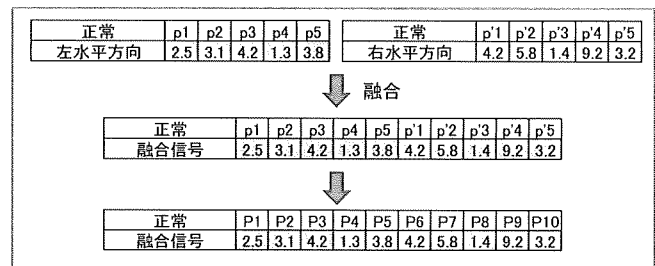 正常 p1 p2 p3 p4 p5
左水平方向 2.5 3.1 4.2 1.3 3.8
正常 p'1 p'2 p'3 p'4 p'5
右水平方向 4.2 5.8 1.4 9.2 3.2
融合
正常 p1 p2 p3 p4 p5 p'1 p'2 p'3 p'4 p'5
融合信号 2.5 3.1 4.2 1.3 3.8 4.2 5.8 1.4 9.2 3.2
正常 P1 P2 P3 P4 P5 P6 P7 P8 P9 P10
融合信号 2.5 3.1 4.2 1.3 3.8 4.2 5.8 1.4 9.2 3.2